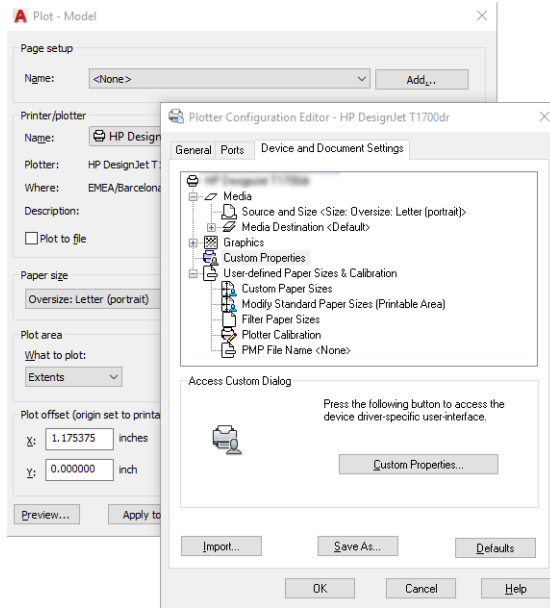 Plot - Model
Page setup
Name:
<None>
Add...
Printer/plotter
Name:
HP Design
Plotter:
HP DesignJet T
Where:
EMEA/Barcelona
Description:
Plot to file
Paper size
Oversize: Letter (portrait)
Plot area
What to plot:
Extents
Plot offset (origin set to printa
X:
1.175375
inches
Y:
0.000000
inch
Preview...
Apply to
Plotter Configuration Editor - HP DesignJet T1700dr
General
Ports
Device and Document Settings
Media
Source and Size <Size: Oversize: Letter (portrait)>
Media Destination <Default>
Graphics
Custom Properties
User-defined Paper Sizes & Calibration
Custom Paper Sizes
Modify Standard Paper Sizes (Printable Area)
Filter Paper Sizes
Plotter Calibration
PMP File Name <None>
Access Custom Dialog
Press the following button to access the
device driver-specific user-interface.
Custom Properties...
Import...
Save As...
Defaults
OK
Cancel
Help